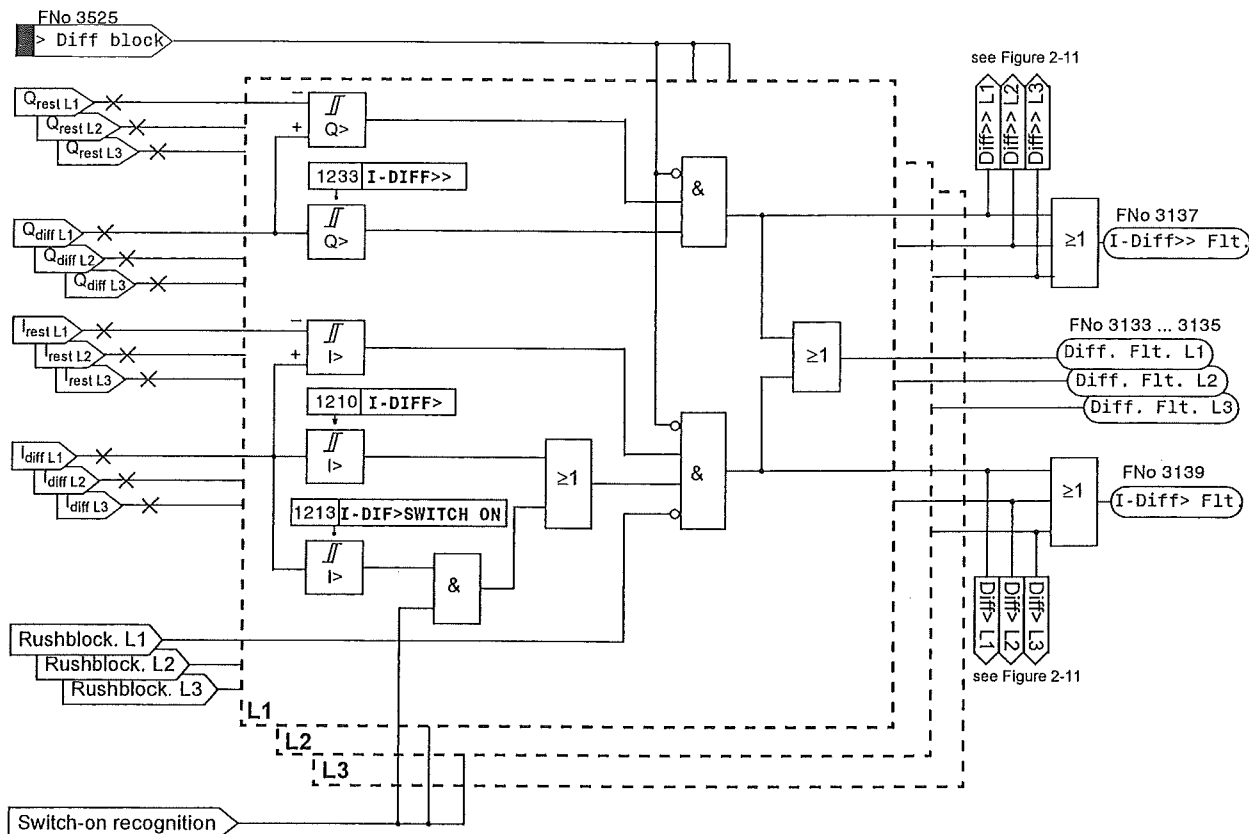 FNo 3525
> Diff block
see Figure 2-11
Diff>> L1
Diff>> L2
Diff>> L3
Qrest L1
Qrest L2
Qrest L3
Q>
1233 I-DIFF>>
Q>
&
Qdiff L1
Qdiff L2
Qdiff L3
≥1
FNo 3137
I-Diff>> Flt.
Irest L1
Irest L2
Irest L3
I>
1210 I-DIFF>
I>
≥1
FNo 3133 ... 3135
Diff. Flt. L1
Diff. Flt. L2
Diff. Flt. L3
Idiff L1
Idiff L2
Idiff L3
≥1
&
1213 I-DIF>SWITCH ON
I>
&
≥1
FNo 3139
I-Diff> Flt.
Diff> L1
Diff> L2
Diff> L3
see Figure 2-11
Rushblock. L1
Rushblock. L2
Rushblock. L3
L1
L2
L3
Switch-on recognition